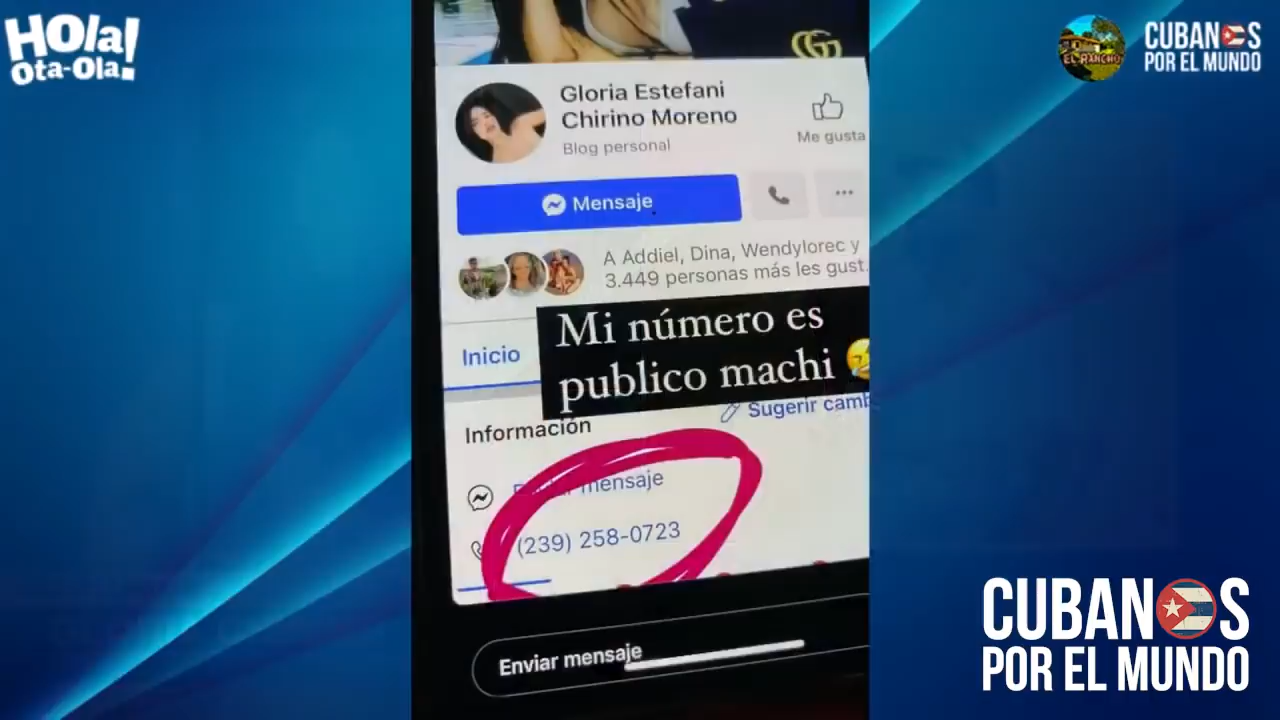 HOla!
Ota-Ola!
EL RANCHO
CUBANOS
POR EL MUNDO
Gloria Estefani
Chirino Moreno
Blog personal
Me gusta
Mensaje
A Addiel, Dina, Wendylorec y
3.449 personas más les gust.
Mi número es
publico machi 🤣
Inicio
Sugerir camb
Información
mensaje
(239) 258-0723
Enviar mensaje
CUBANOS
POR EL MUNDO